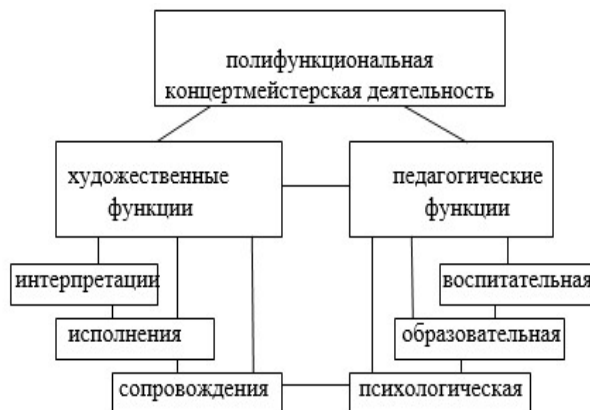 полифункциональная
концертмейстерская деятельность
художественные
функции
педагогические
функции
интерпретации
воспитательная
исполнения
образовательная
сопровождения
психологическая